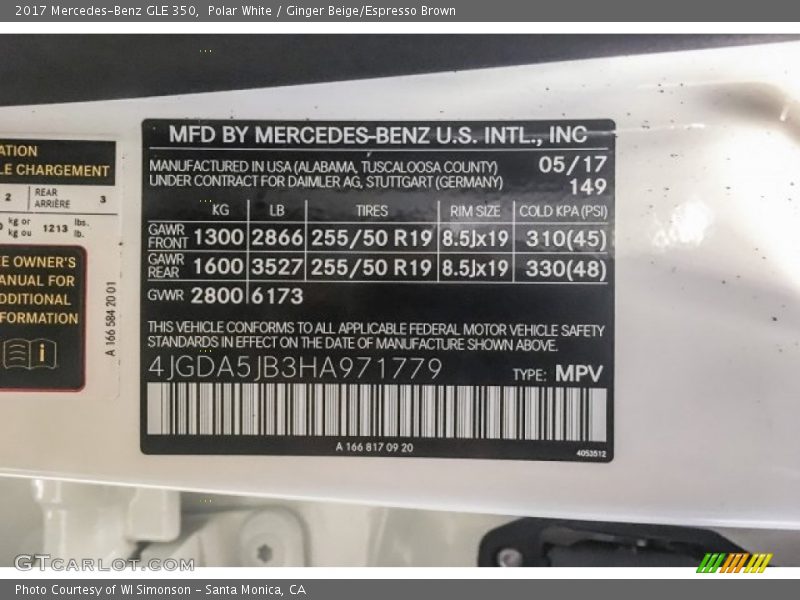 2017 Mercedes-Benz GLE 350,  Polar White / Ginger Beige/Espresso Brown
ATION
LE CHARGEMENT
2 REAR ARRIÈRE 3
kg or kg ou 1213 lbs. lb.
OWNER'S
ANUAL FOR
DDITIONAL
FORMATION
A 166 584 20 01
MFD BY MERCEDES-BENZ U.S. INTL., INC
MANUFACTURED IN USA (ALABAMA, TUSCALOOSA COUNTY) 05/17
UNDER CONTRACT FOR DAIMLER AG, STUTTGART (GERMANY) 149
KG LB TIRES RIM SIZE COLD KPA (PSI)
GAWR FRONT 1300 2866 255/50 R19 8.5Jx19 310(45)
GAWR REAR 1600 3527 255/50 R19 8.5Jx19 330(48)
GVWR 2800 6173
THIS VEHICLE CONFORMS TO ALL APPLICABLE FEDERAL MOTOR VEHICLE SAFETY
STANDARDS IN EFFECT ON THE DATE OF MANUFACTURE SHOWN ABOVE.
4JGDA5JB3HA971779 TYPE: MPV
A 166 817 09 20
4053512
GTcarlot.com
Photo Courtesy of WI Simonson - Santa Monica, CA